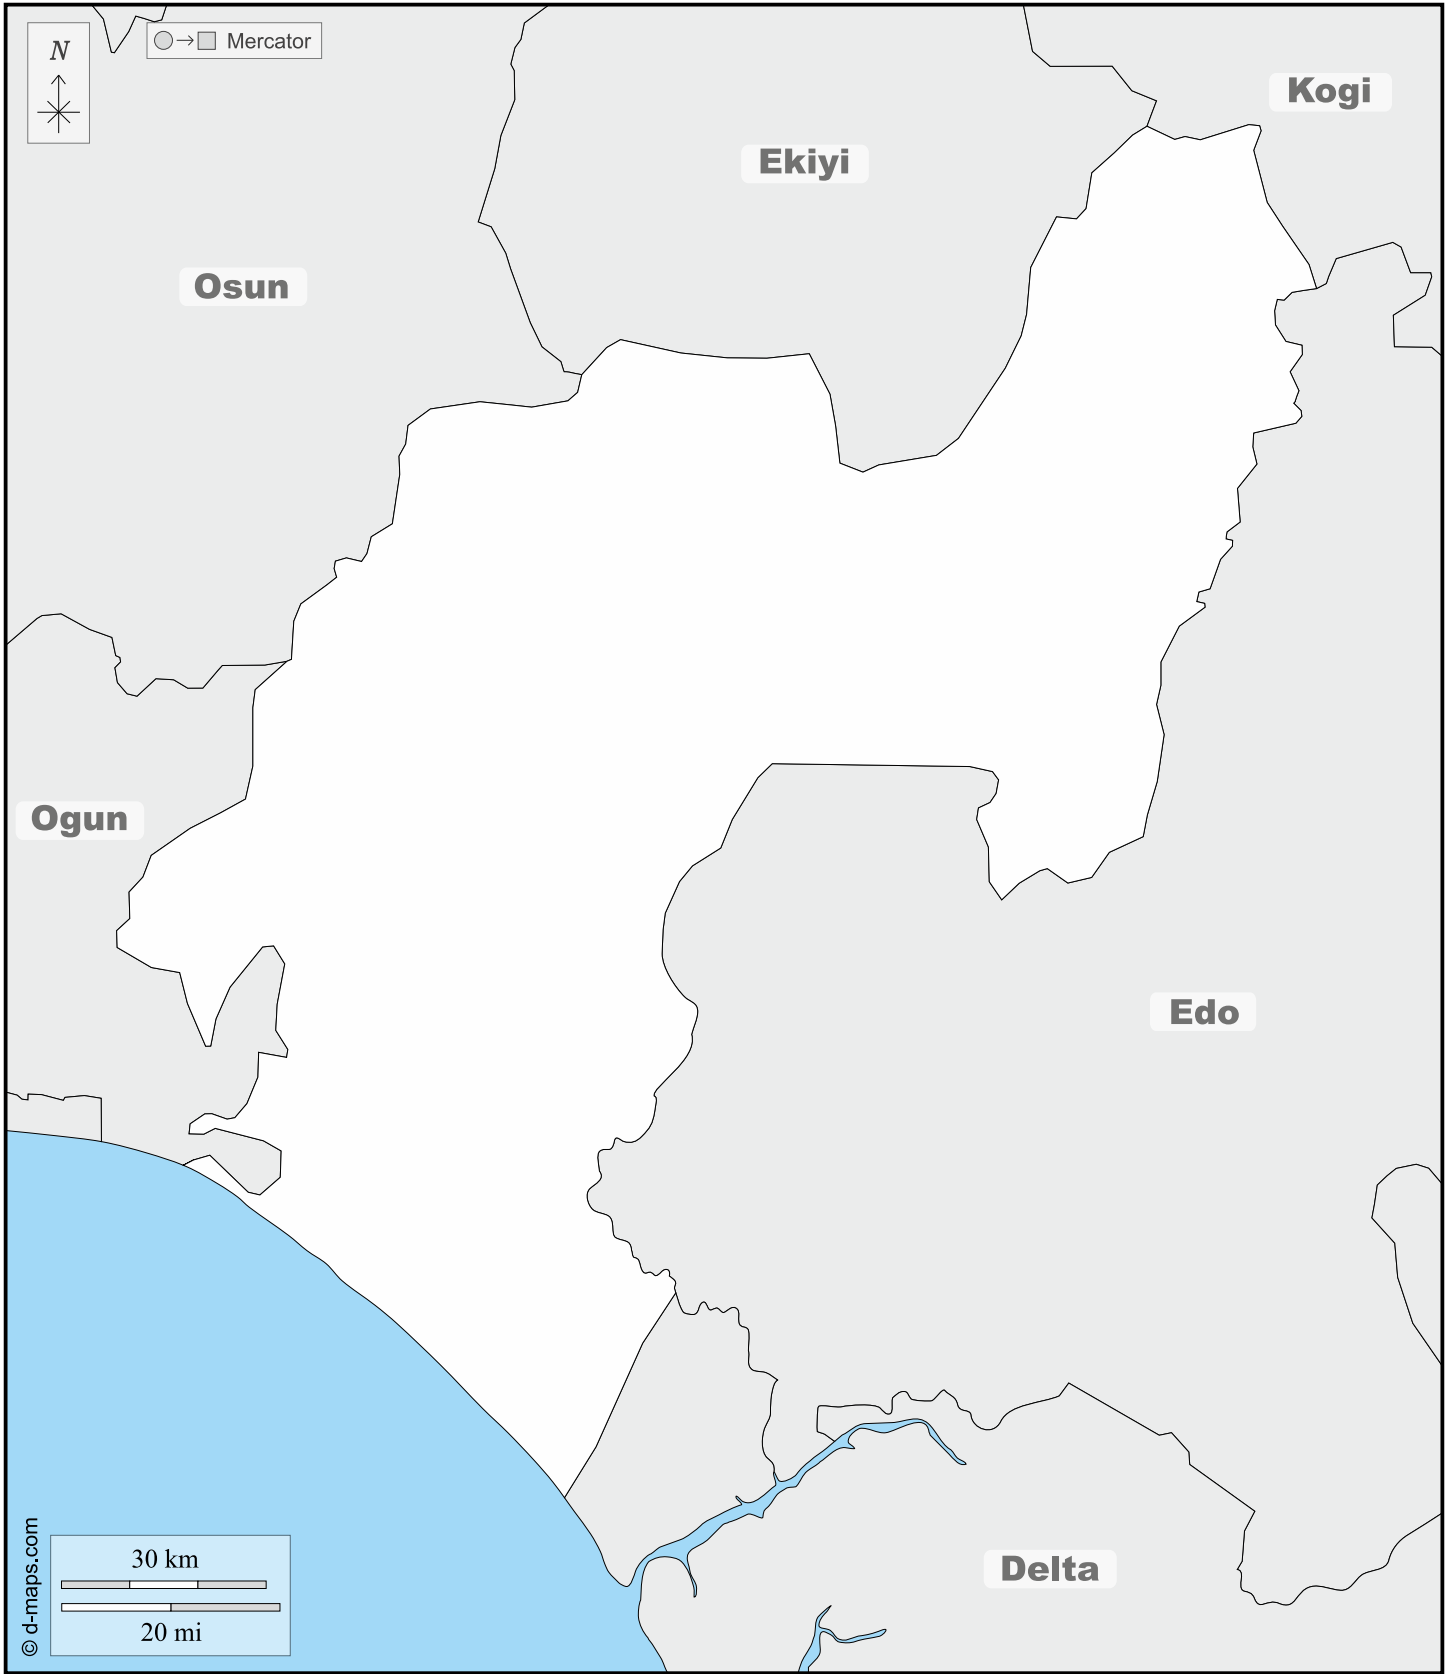 N
Mercator
Kogi
Ekiyi
Osun
Ogun
Edo
Delta
30 km
20 mi
© d-maps.com